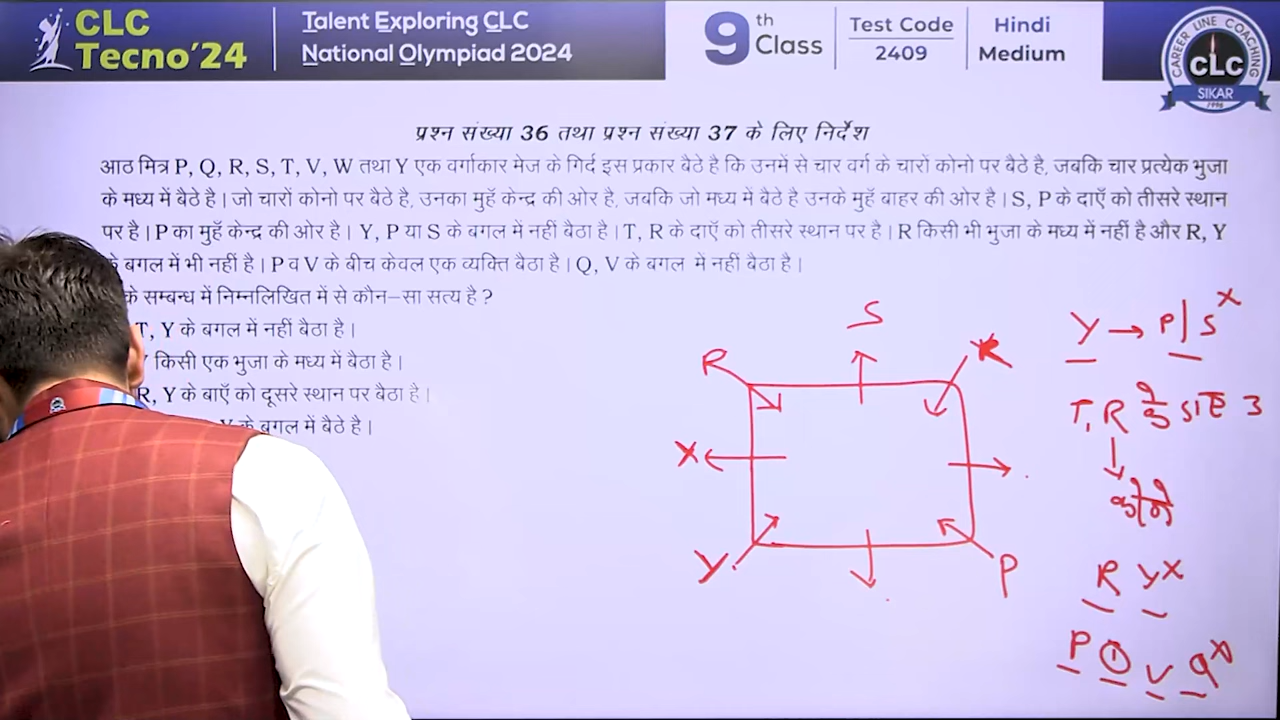 CLC
Tecno'24
Talent Exploring CLC
National Olympiad 2024
9th Class
Test Code
2409
Hindi
Medium
CAREER LINE COACHING
CLC
SIKAR
1996
प्रश्न संख्या 36 तथा प्रश्न संख्या 37 के लिए निर्देश
आठ मित्र P, Q, R, S, T, V, W तथा Y एक वर्गाकार मेज के गिर्द इस प्रकार बैठे है कि उनमें से चार वर्ग के चारों कोनो पर बैठे है, जबकि चार प्रत्येक भुजा
के मध्य में बैठे है। जो चारों कोनो पर बैठे है, उनका मुहँ केन्द्र की ओर है, जबकि जो मध्य में बैठे है उनके मुहँ बाहर की ओर है। S, P के दाएँ को तीसरे स्थान
पर है। P का मुहँ केन्द्र की ओर है। Y, P या S के बगल में नहीं बैठा है। T, R के दाएँ को तीसरे स्थान पर है। R किसी भी भुजा के मध्य में नहीं है और R, Y
के बगल में भी नहीं है। P व V के बीच केवल एक व्यक्ति बैठा है। Q, V के बगल में नहीं बैठा है।
के सम्बन्ध में निम्नलिखित में से कौन–सा सत्य है ?
T, Y के बगल में नहीं बैठा है।
किसी एक भुजा के मध्य में बैठा है।
R, Y के बाएँ को दूसरे स्थान पर बैठा है।
के बगल में बैठे है।
S
R
X
Y
P
Y → P/S x
T, R के 3
कोने
R Y x
P 1 V Q x